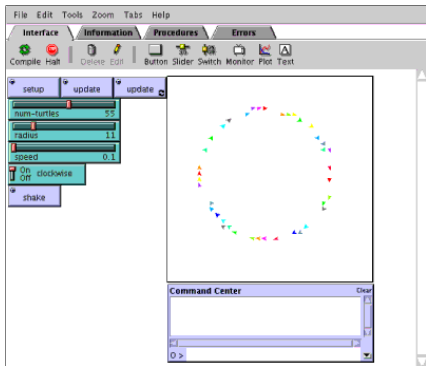 File Edit Tools Zoom Tabs Help
Interface Information Procedures Errors
Compile Halt Delete Edit Button Slider Switch Monitor Plot Text
setup update update
num-turtles 55
radius 11
speed 0.1
On
Off clockwise
shake
Command Center Clear
O >